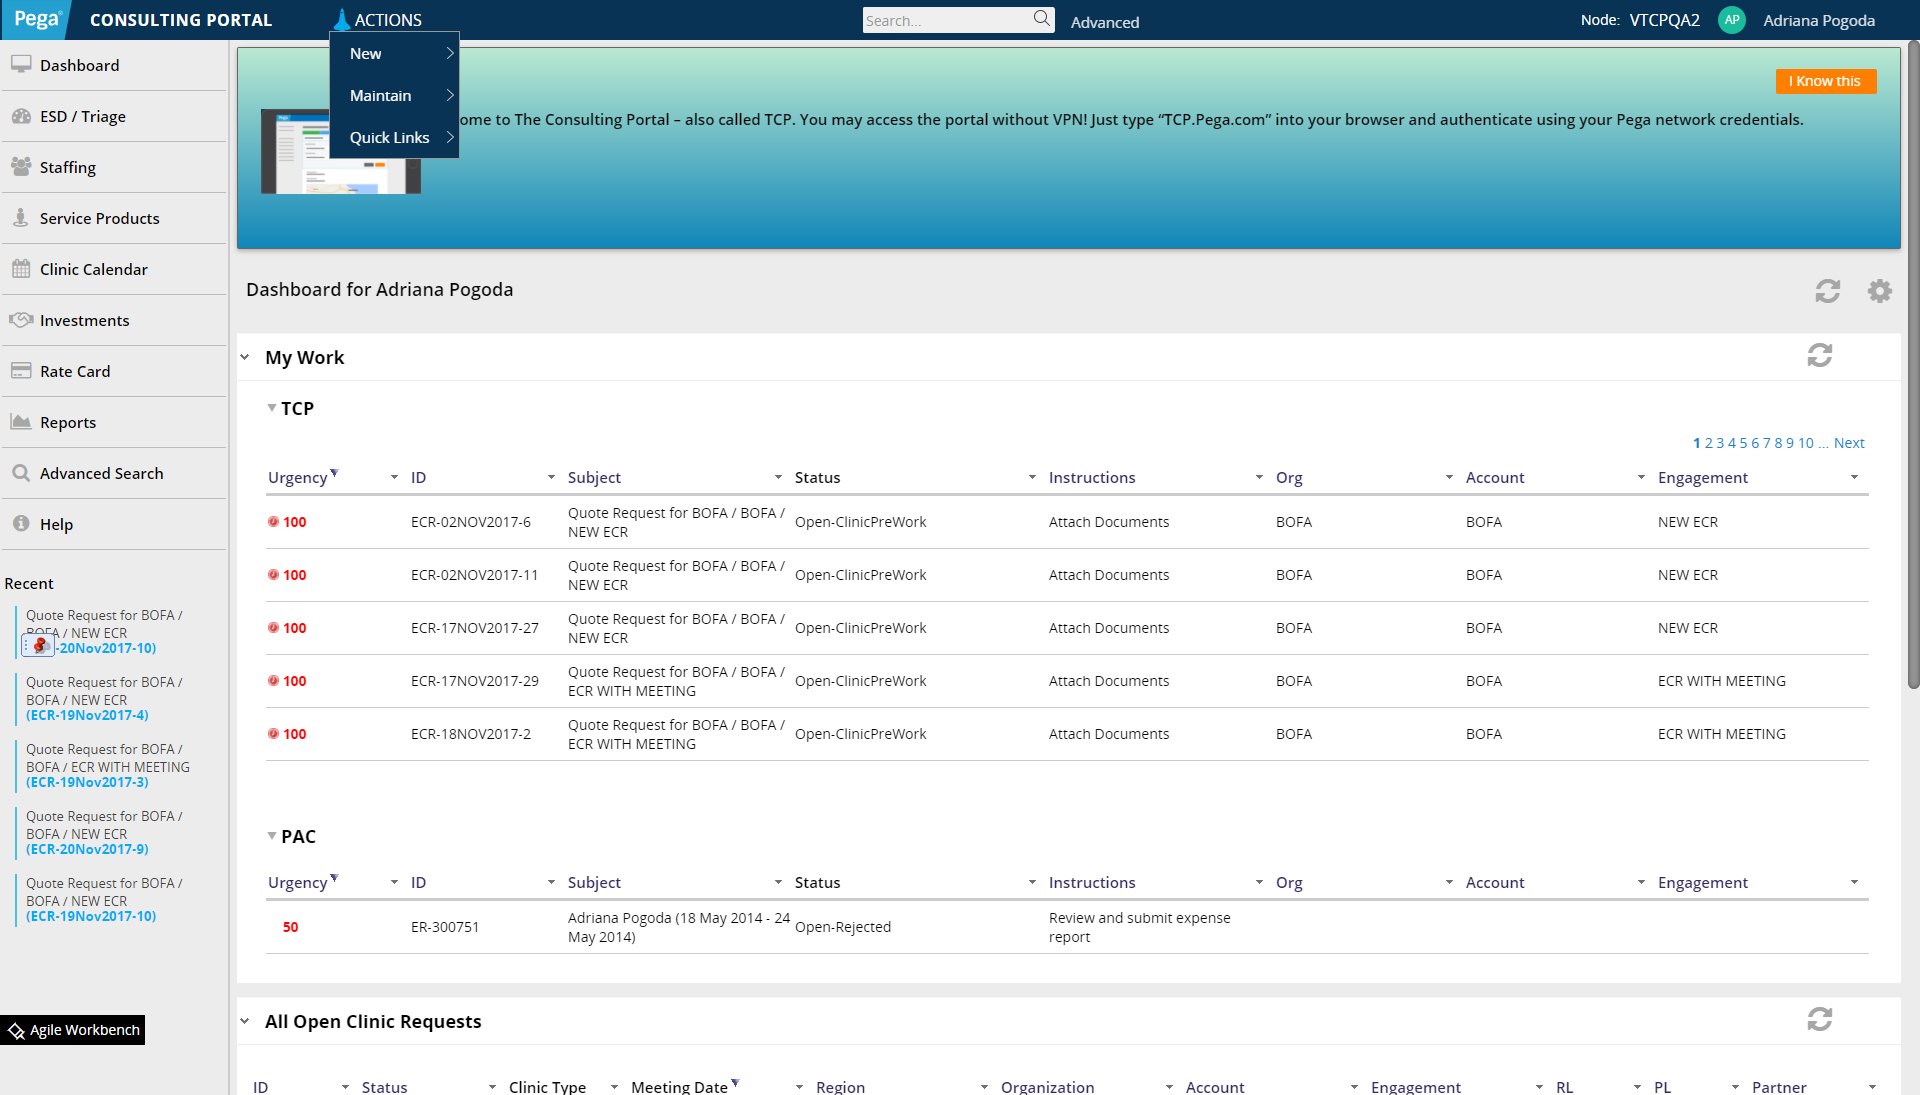 Pega CONSULTING PORTAL ACTIONS Search... Advanced Node: VTCPQA2 AP Adriana Pogoda
New
Maintain
Quick Links
Dashboard
ESD / Triage
Staffing
Service Products
Clinic Calendar
Investments
Rate Card
Reports
Advanced Search
Help
Recent
Quote Request for BOFA /
BOFA / NEW ECR
-20Nov2017-10)
Quote Request for BOFA /
BOFA / NEW ECR
(ECR-19Nov2017-4)
Quote Request for BOFA /
BOFA / ECR WITH MEETING
(ECR-19Nov2017-3)
Quote Request for BOFA /
BOFA / NEW ECR
(ECR-20Nov2017-9)
Quote Request for BOFA /
BOFA / NEW ECR
(ECR-19Nov2017-10)
Agile Workbench
I Know this
ome to The Consulting Portal – also called TCP. You may access the portal without VPN! Just type “TCP.Pega.com” into your browser and authenticate using your Pega network credentials.
Dashboard for Adriana Pogoda
My Work
TCP
1 2 3 4 5 6 7 8 9 10 ... Next
Urgency ID Subject Status Instructions Org Account Engagement
100 ECR-02NOV2017-6 Quote Request for BOFA / BOFA / Open-ClinicPreWork Attach Documents BOFA BOFA NEW ECR
NEW ECR
100 ECR-02NOV2017-11 Quote Request for BOFA / BOFA / Open-ClinicPreWork Attach Documents BOFA BOFA NEW ECR
NEW ECR
100 ECR-17NOV2017-27 Quote Request for BOFA / BOFA / Open-ClinicPreWork Attach Documents BOFA BOFA NEW ECR
NEW ECR
100 ECR-17NOV2017-29 Quote Request for BOFA / BOFA / Open-ClinicPreWork Attach Documents BOFA BOFA ECR WITH MEETING
ECR WITH MEETING
100 ECR-18NOV2017-2 Quote Request for BOFA / BOFA / Open-ClinicPreWork Attach Documents BOFA BOFA ECR WITH MEETING
ECR WITH MEETING
PAC
Urgency ID Subject Status Instructions Org Account Engagement
50 ER-300751 Adriana Pogoda (18 May 2014 - 24 Open-Rejected Review and submit expense
May 2014) report
All Open Clinic Requests
ID Status Clinic Type Meeting Date Region Organization Account Engagement RL PL Partner